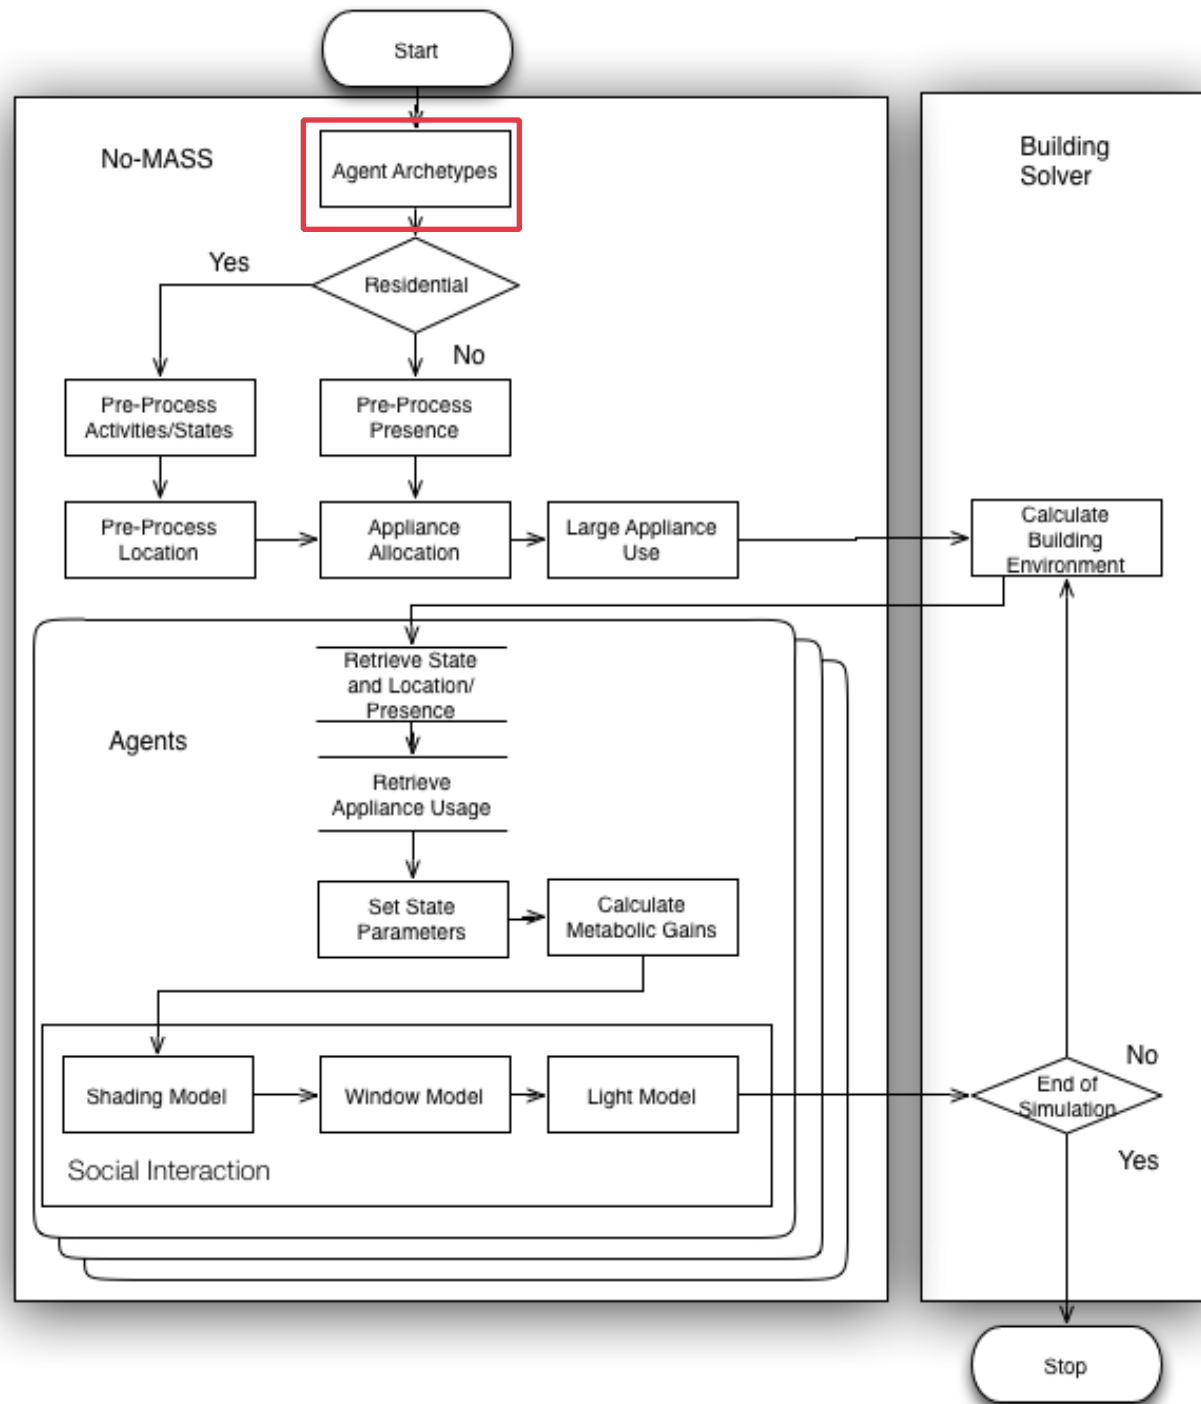 Start
No-MASS
Building
Solver
Agent Archetypes
Yes
Residential
No
Pre-Process
Activities/States
Pre-Process
Presence
Pre-Process
Location
Appliance
Allocation
Large Appliance
Use
Calculate
Building
Environment
Retrieve State
and Location/
Presence
Agents
Retrieve
Appliance Usage
Set State
Parameters
Calculate
Metabolic Gains
Shading Model
Window Model
Light Model
No
End of
Simulation
Yes
Social Interaction
Stop